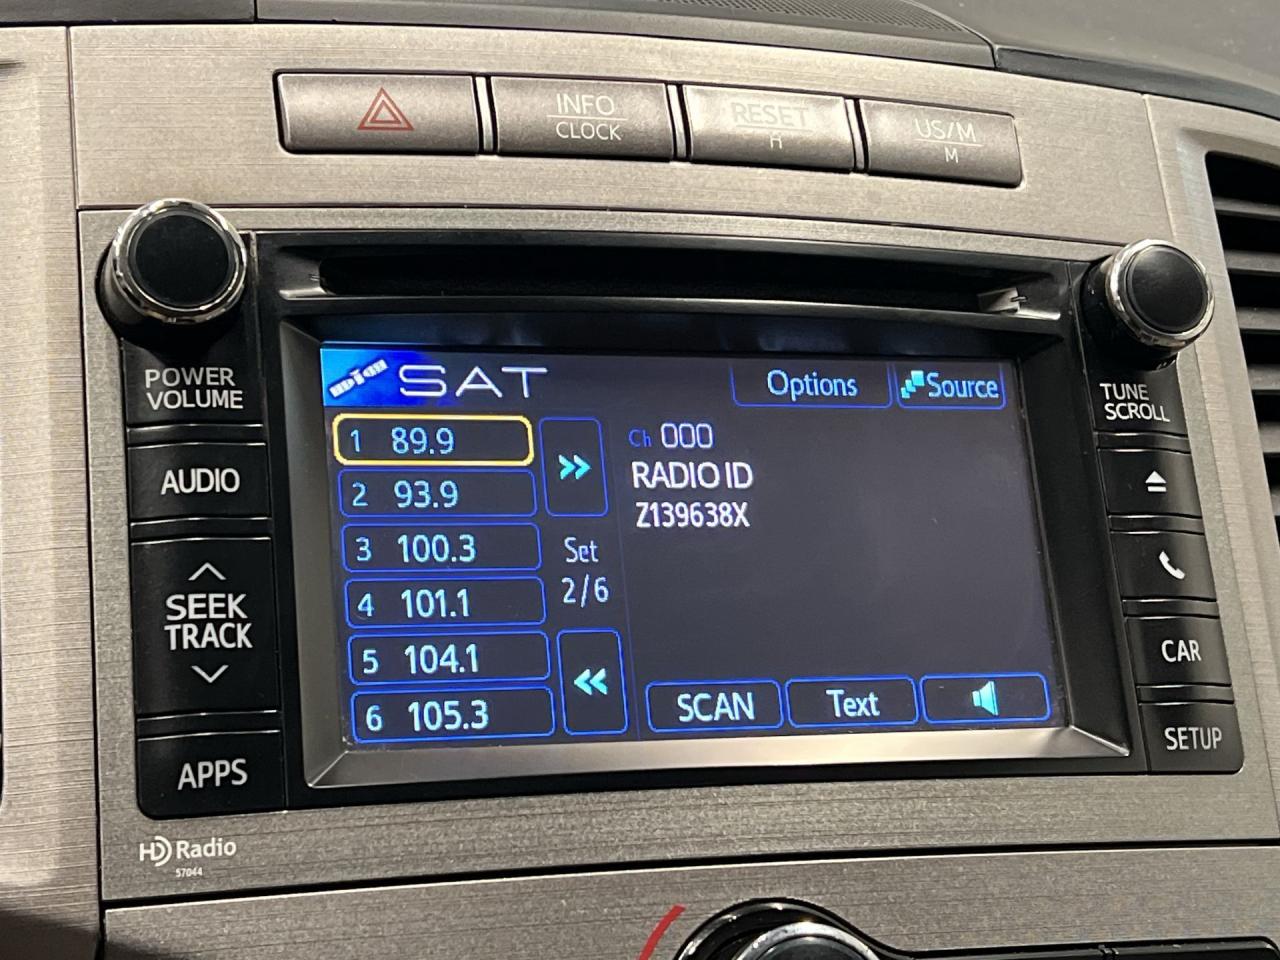 INFO
CLOCK
RESET
H
US/M
M
POWER
VOLUME
AUDIO
SEEK
TRACK
APPS
SAT
Options
Source
1 89.9
2 93.9
3 100.3
4 101.1
5 104.1
6 105.3
Set
2/6
Ch 000
RADIO ID
Z139638X
SCAN
Text
TUNE
SCROLL
CAR
SETUP
HD Radio
57044